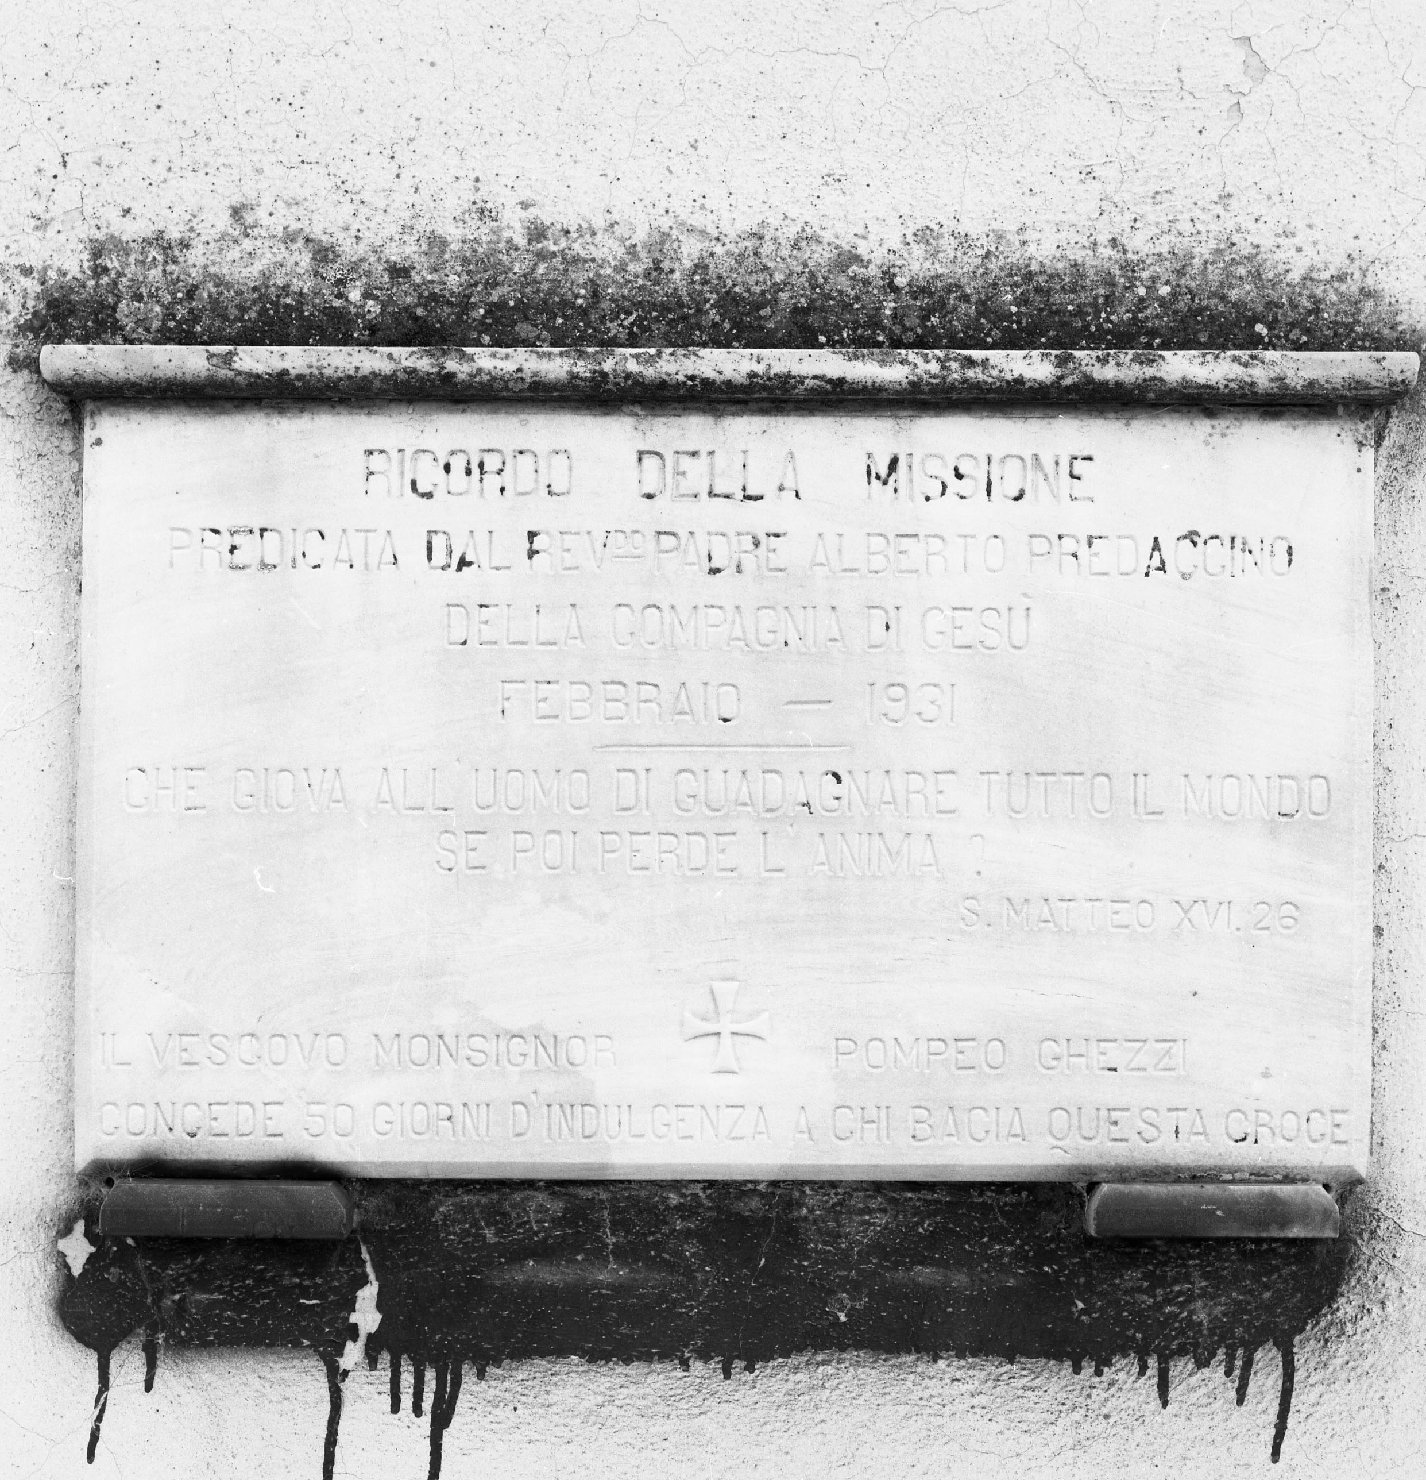 RICORDO DELLA MISSIONE
PREDICATA DAL REV.DO PADRE ALBERTO PREDACCINO
DELLA COMPAGNIA DI GESÙ
FEBBRAIO — 1931
CHE GIOVA ALL'UOMO DI GUADAGNARE TUTTO IL MONDO
SE POI PERDE L'ANIMA ?
S. MATTEO XVI. 26
IL VESCOVO MONSIGNOR POMPEO GHEZZI
CONCEDE 50 GIORNI D'INDULGENZA A CHI BACIA QUESTA CROCE